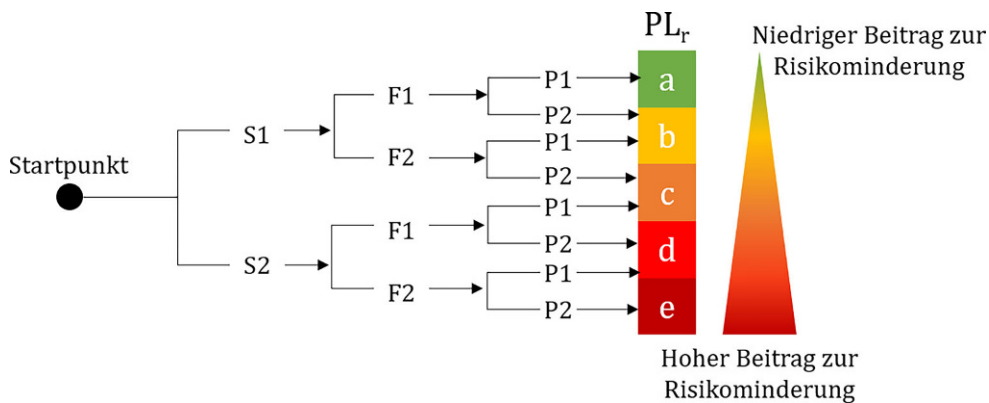 PLr
Niedriger Beitrag zur
Risikominderung
Startpunkt
S1
F1
P1
a
P2
F2
P1
b
P2
c
S2
F1
P1
P2
d
F2
P1
P2
e
Hoher Beitrag zur
Risikominderung